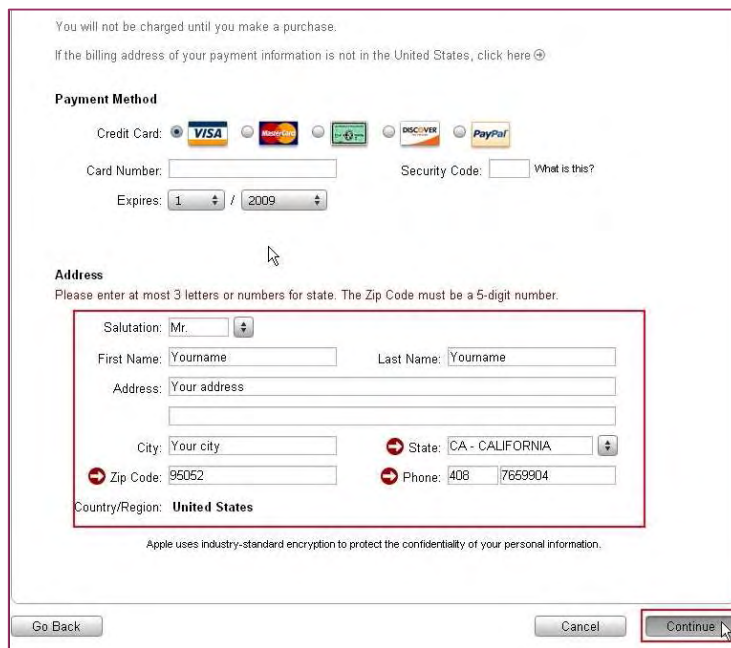 You will not be charged until you make a purchase.
If the billing address of your payment information is not in the United States, click here
Payment Method
Credit Card: VISA MasterCard DISCOVER PayPal
Card Number: Security Code: What is this?
Expires: 1 / 2009
Address
Please enter at most 3 letters or numbers for state. The Zip Code must be a 5-digit number.
Salutation: Mr.
First Name: Yourname Last Name: Yourname
Address: Your address
City: Your city State: CA - CALIFORNIA
Zip Code: 95052 Phone: 408 7659904
Country/Region: United States
Apple uses industry-standard encryption to protect the confidentiality of your personal information.
Go Back Cancel Continue